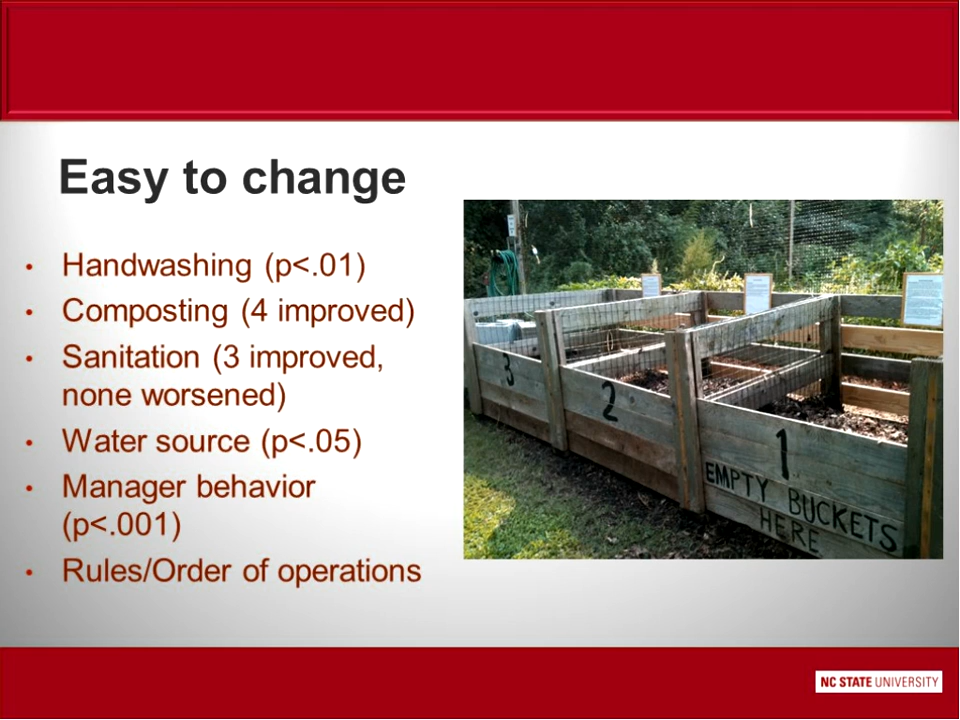 Easy to change
• Handwashing (p<.01)
• Composting (4 improved)
• Sanitation (3 improved,
none worsened)
• Water source (p<.05)
• Manager behavior
(p<.001)
• Rules/Order of operations
3
2
1
EMPTY BUCKETS
HERE
NC STATE UNIVERSITY